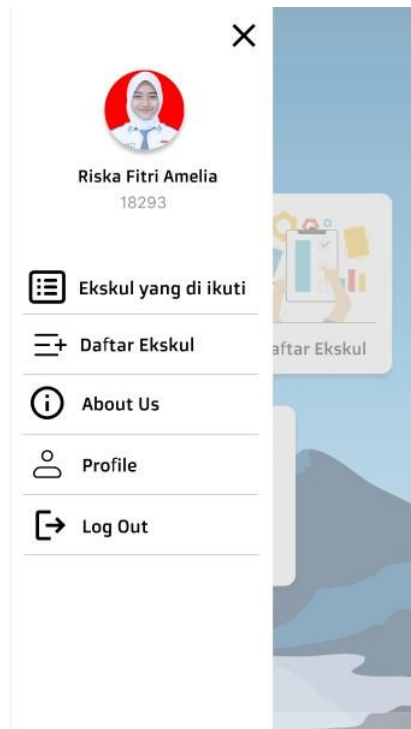 Riska Fitri Amelia
18293
Ekskul yang di ikuti
Daftar Ekskul
aftar Ekskul
About Us
Profile
Log Out